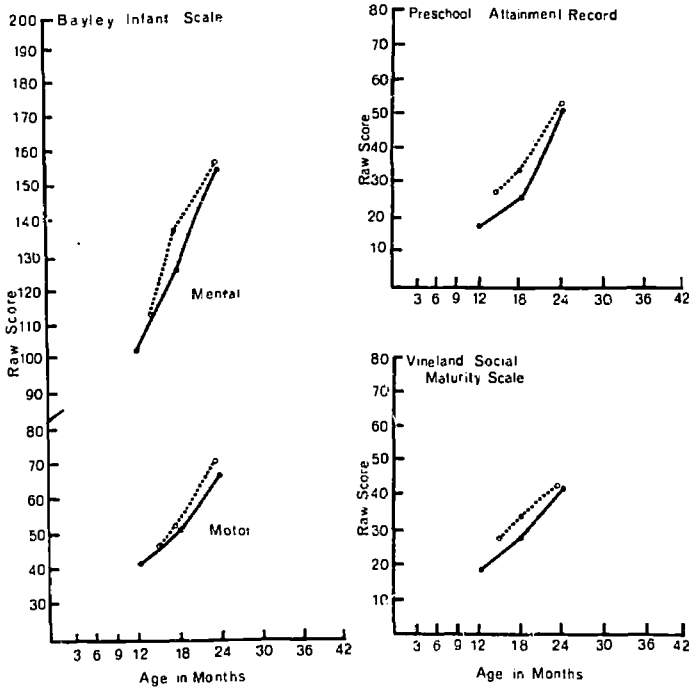 Bayley Infant Scale
200
190
180
170
160
150
140
130
120
110
100
90
80
70
60
50
40
30
Raw Score
Mental
Motor
3 6 9 12 18 24 30 36 42
Age in Months
Preschool Attainment Record
80
70
60
50
40
30
20
10
Raw Score
3 6 9 12 18 24 30 36 42
Vineland Social
Maturity Scale
80
70
60
50
40
30
20
10
Raw Score
3 6 9 12 18 24 30 36 42
Age in Months